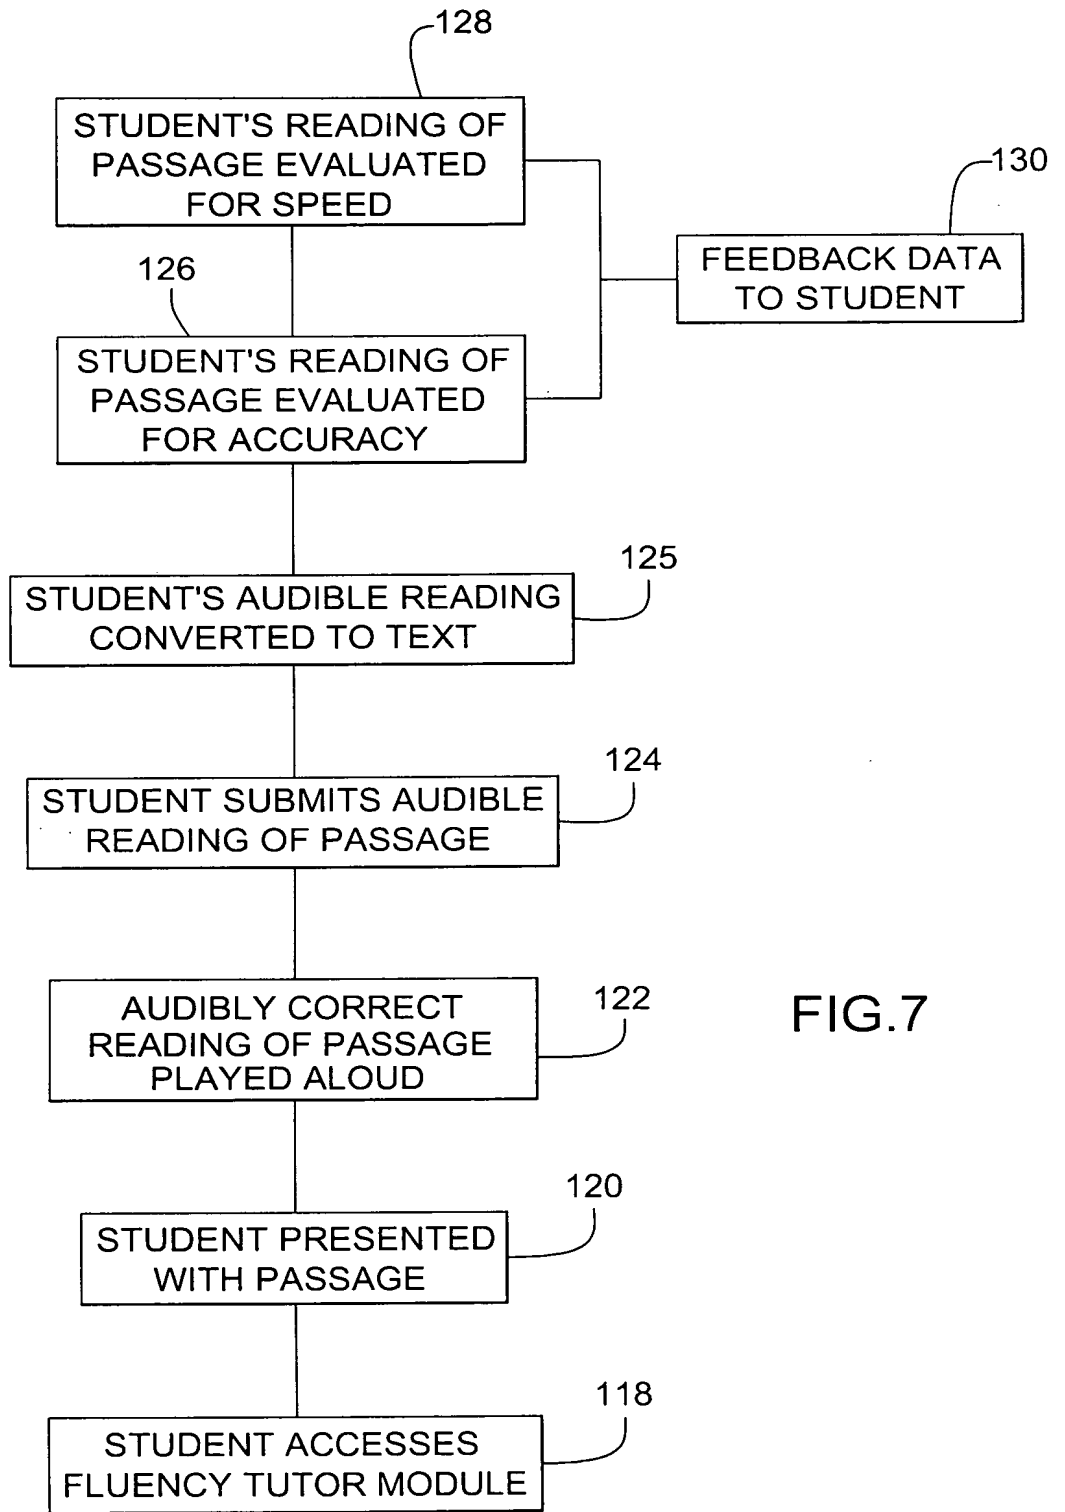 128
STUDENT'S READING OF
PASSAGE EVALUATED
FOR SPEED
130
FEEDBACK DATA
TO STUDENT
126
STUDENT'S READING OF
PASSAGE EVALUATED
FOR ACCURACY
125
STUDENT'S AUDIBLE READING
CONVERTED TO TEXT
124
STUDENT SUBMITS AUDIBLE
READING OF PASSAGE
122
AUDIBLY CORRECT
READING OF PASSAGE
PLAYED ALOUD
FIG.7
120
STUDENT PRESENTED
WITH PASSAGE
118
STUDENT ACCESSES
FLUENCY TUTOR MODULE